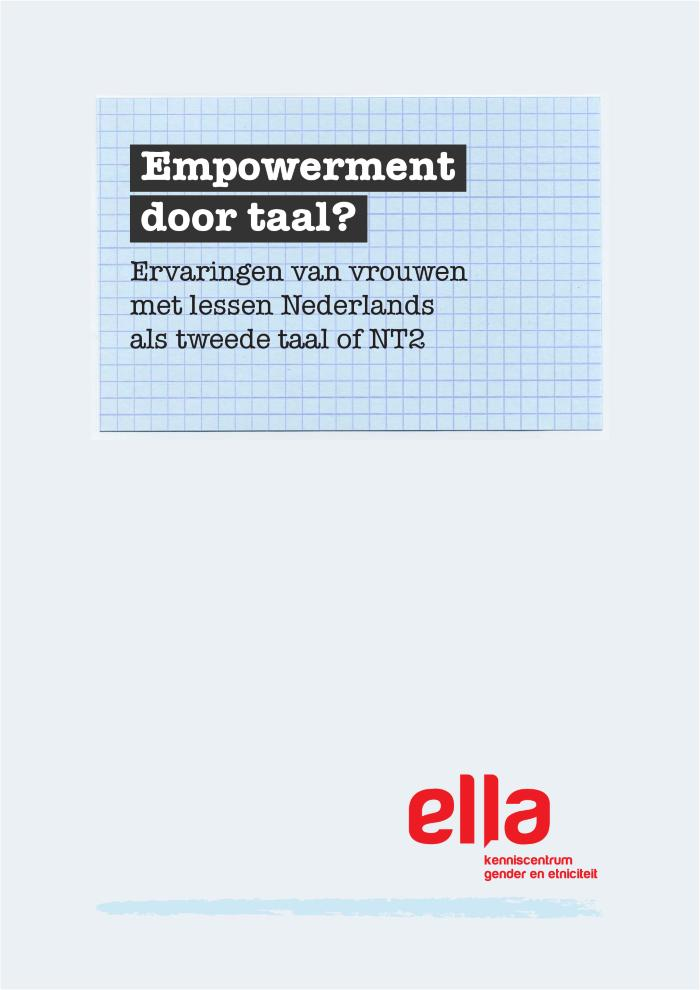 Empowerment
door taal?
Ervaringen van vrouwen
met lessen Nederlands
als tweede taal of NT2
ella
kenniscentrum
gender en etniciteit